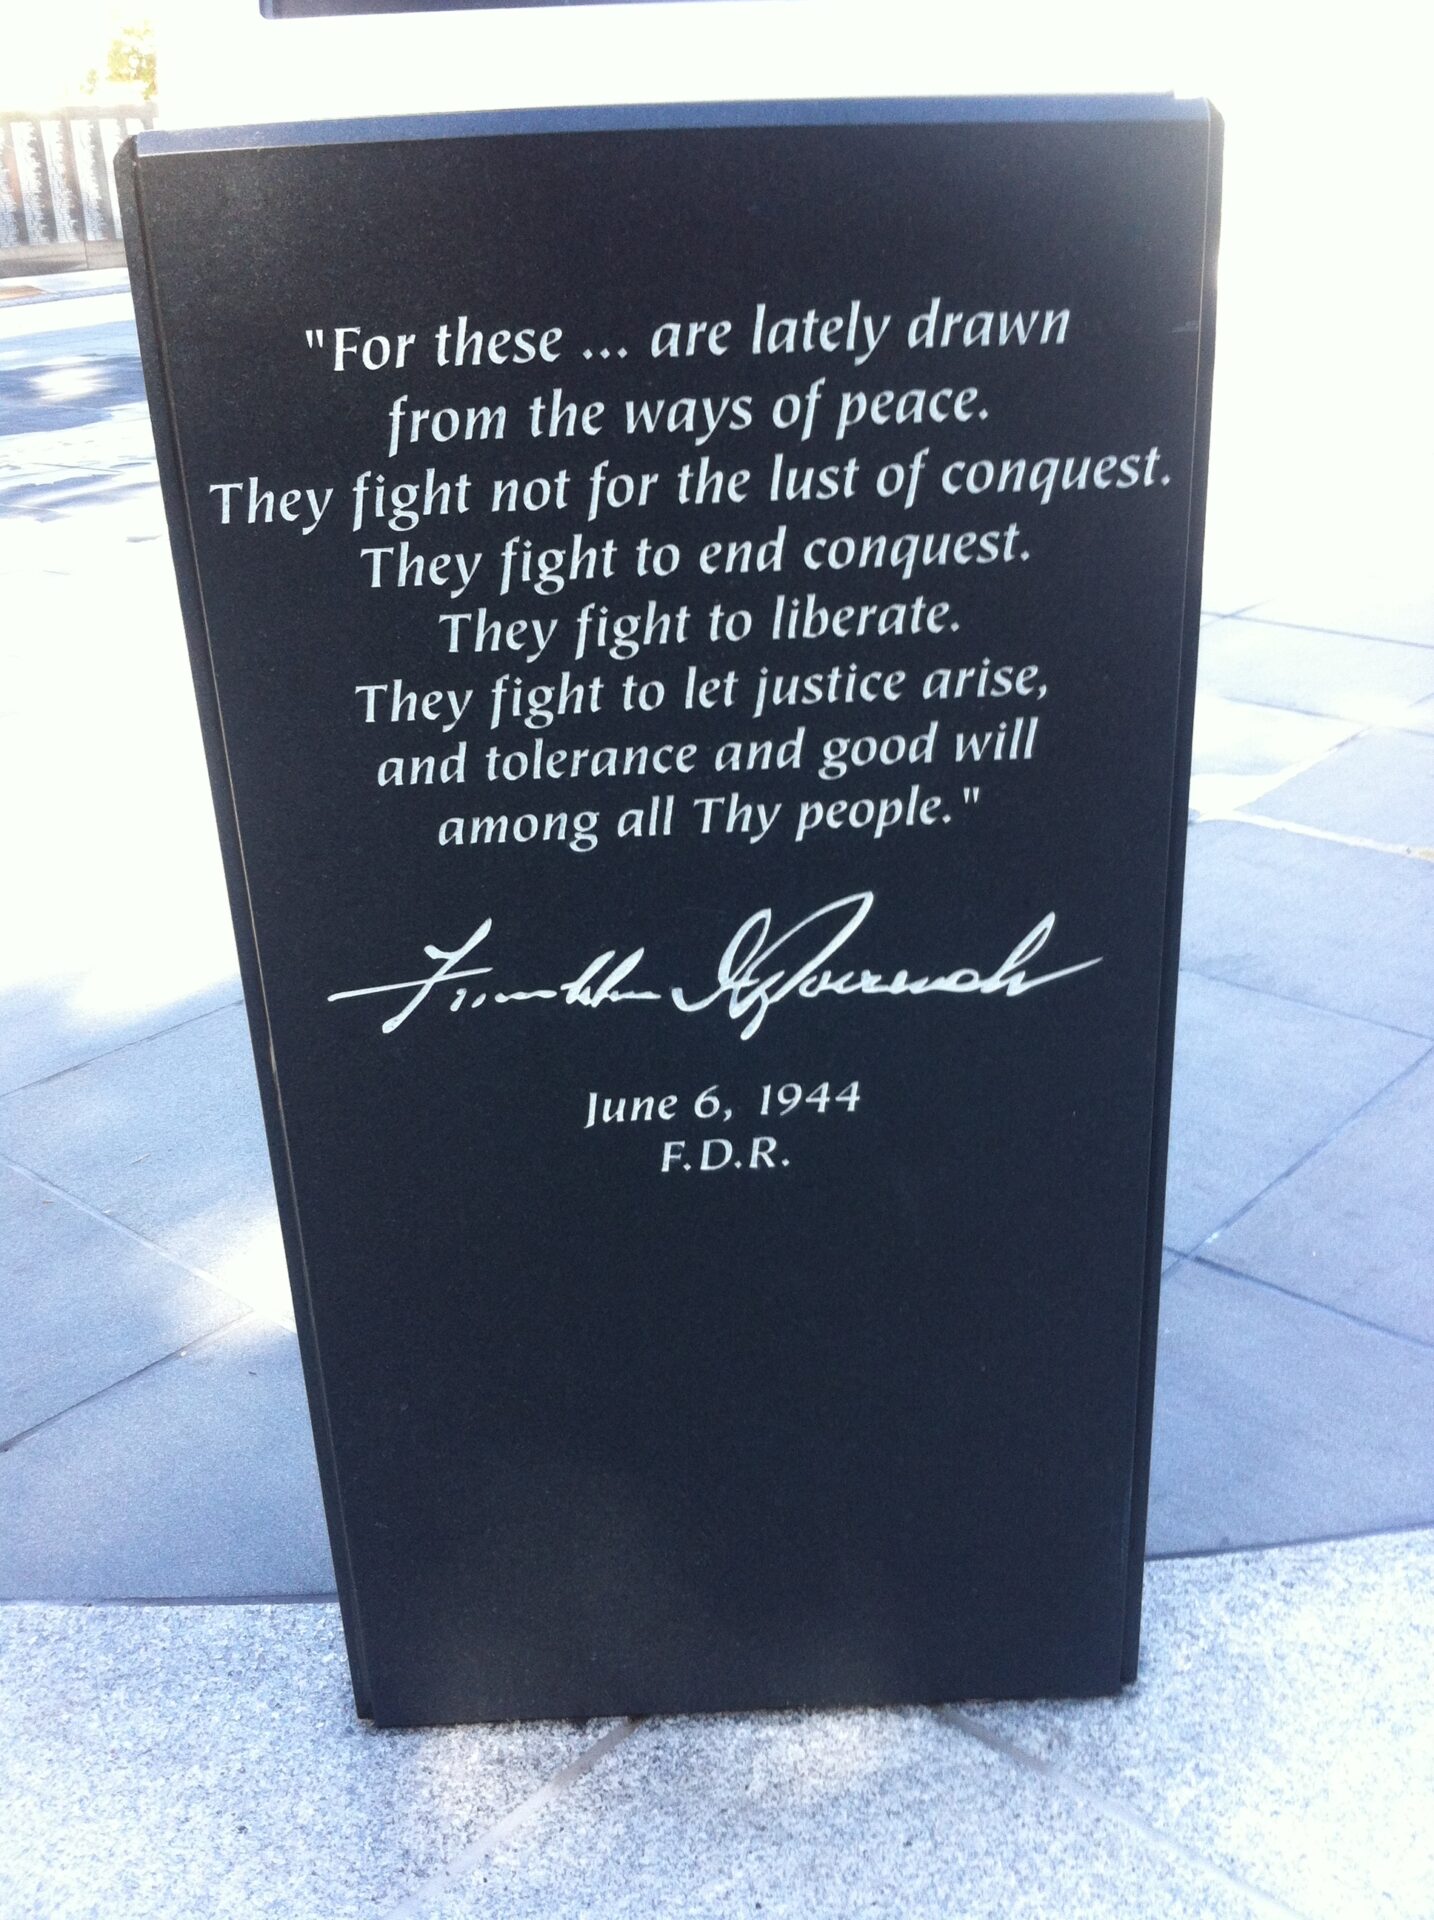 "For these ... are lately drawn
from the ways of peace.
They fight not for the lust of conquest.
They fight to end conquest.
They fight to liberate.
They fight to let justice arise,
and tolerance and good will
among all Thy people."
Franklin D Roosevelt
June 6, 1944
F.D.R.